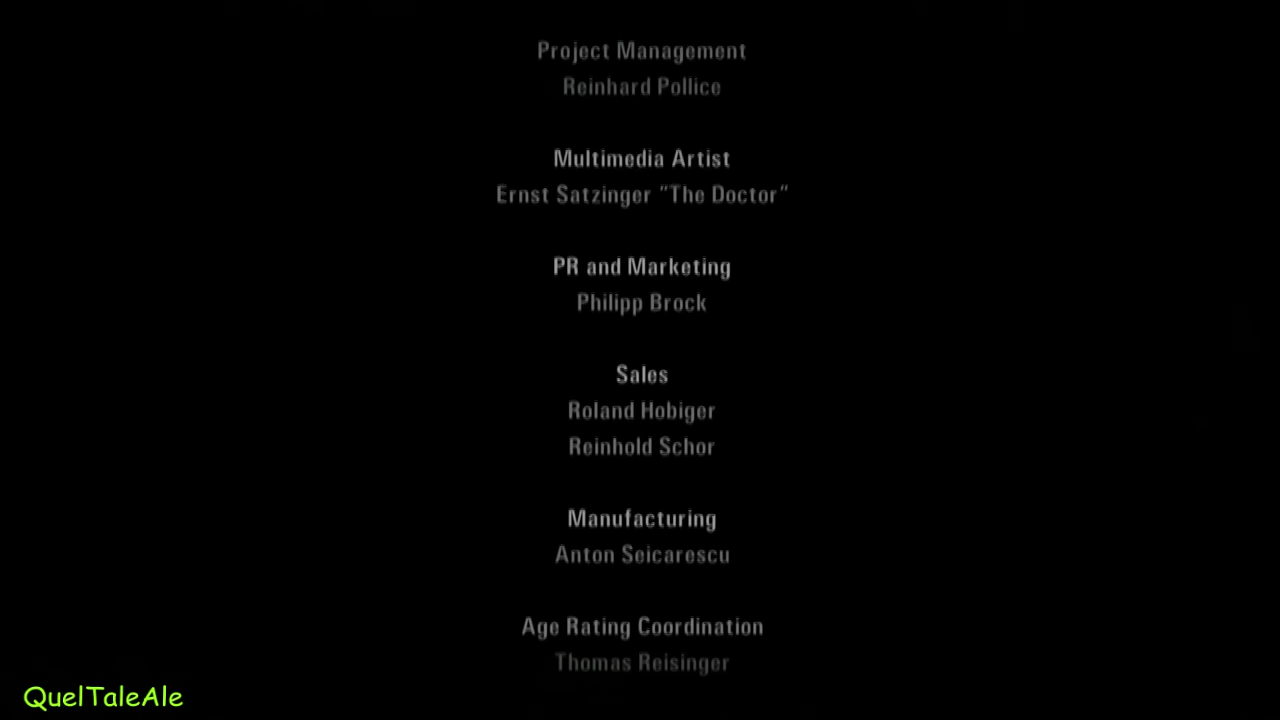 Project Management
Reinhard Pollice
Multimedia Artist
Ernst Satzinger "The Doctor"
PR and Marketing
Philipp Brock
Sales
Roland Hobiger
Reinhold Schor
Manufacturing
Anton Seicarescu
Age Rating Coordination
Thomas Reisinger
QuelTaleAle